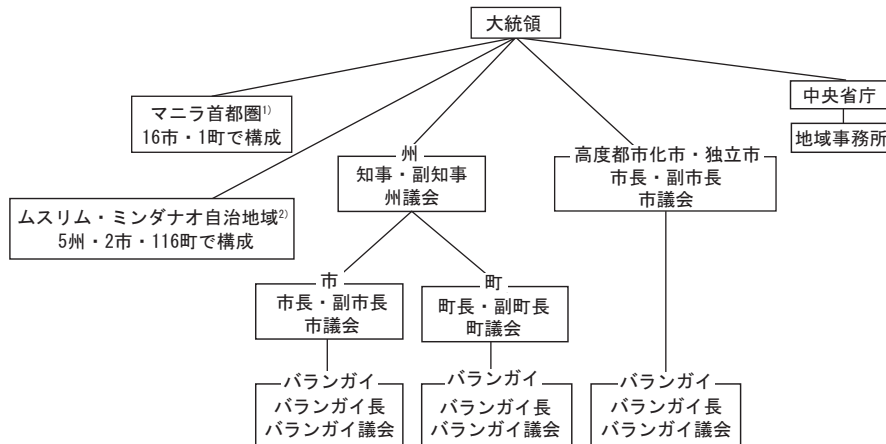 大統領
マニラ首都圏1)
16市・1町で構成
中央省庁
地域事務所
州
知事・副知事
州議会
高度都市化市・独立市
市長・副市長
市議会
ムスリム・ミンダナオ自治地域2)
5州・2市・116町で構成
市
市長・副市長
市議会
町
町長・副町長
町議会
バランガイ
バランガイ長
バランガイ議会
バランガイ
バランガイ長
バランガイ議会
バランガイ
バランガイ長
バランガイ議会